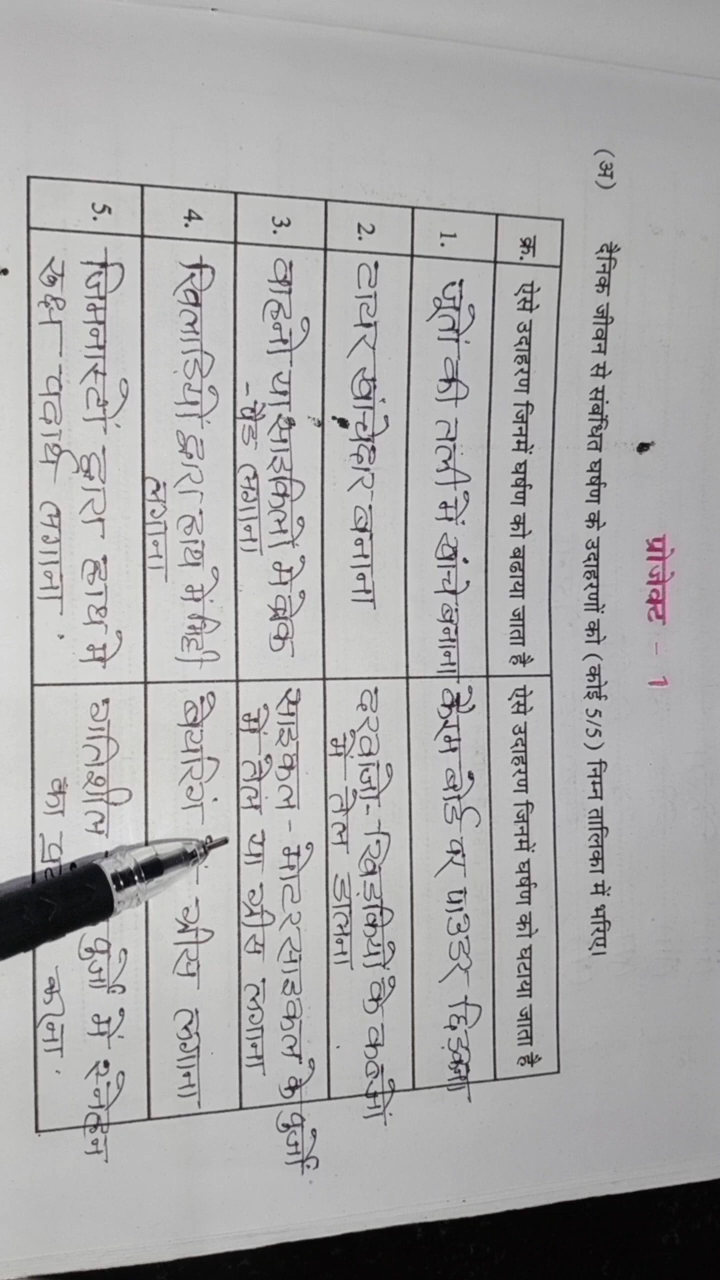 प्रोजेक्ट - 1
(अ) दैनिक जीवन से संबंधित घर्षण के उदाहरणों को (कोई 5/5) निम्न तालिका में भरिए।
क्र. ऐसे उदाहरण जिनमें घर्षण को बढाया जाता है ऐसे उदाहरण जिनमें घर्षण को घटाया जाता है
1. जूतों की तली में खांचे बनाना कैरम बोर्ड पर पाउडर छिड़कना
2. टायर खांचेदार बनाना दरवाजे-खिड़कियों के कब्जों
में तेल डालना
3. वाहनो या साइकिलों मे ब्रेक साइकल - मोटरसाइकल के पुर्जों
- पैड लगाना में तेल या ग्रीस लगाना
4. खिलाड़ियों द्वारा हाथ में मिट्टी बेयरिंग ग्रीस लगाना
लगाना
5. जिमनास्टों द्वारा हाथ मे गतिशील पुर्जों में स्नेहन
रूक्ष पदार्थ लगाना . का करना .